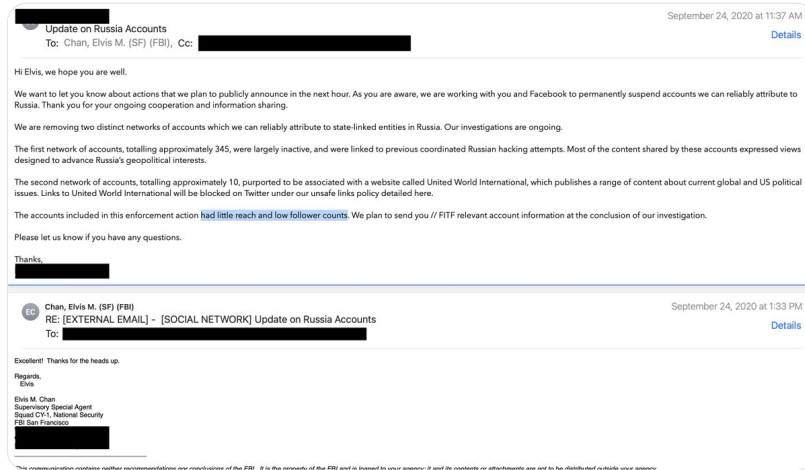 September 24, 2020 at 11:37 AM
Update on Russia Accounts
Details
To: Chan, Elvis M. (SF) (FBI), Cc:
Hi Elvis, we hope you are well.
We want to let you know about actions that we plan to publicly announce in the next hour. As you are aware, we are working with you and Facebook to permanently suspend accounts we can reliably attribute to
Russia. Thank you for your ongoing cooperation and information sharing.
We are removing two distinct networks of accounts which we can reliably attribute to state-linked entities in Russia. Our investigations are ongoing.
The first network of accounts, totalling approximately 345, were largely inactive, and were linked to previous coordinated Russian hacking attempts. Most of the content shared by these accounts expressed views
designed to advance Russia's geopolitical interests.
The second network of accounts, totalling approximately 10, purported to be associated with a website called United World International, which publishes a range of content about current global and US political
issues. Links to United World International will be blocked on Twitter under our unsafe links policy detailed here.
The accounts included in this enforcement action had little reach and low follower counts. We plan to send you // FITF relevant account information at the conclusion of our investigation.
Please let us know if you have any questions.
Thanks,
EC
Chan, Elvis M. (SF) (FBI)
September 24, 2020 at 1:33 PM
RE: [EXTERNAL EMAIL] - [SOCIAL NETWORK] Update on Russia Accounts
Details
To:
Excellent! Thanks for the heads up.
Regards,
Elvis
Elvis M. Chan
Supervisory Special Agent
Squad CY-1, National Security
FBI San Francisco
This communication contains neither recommendations nor conclusions of the FBI. It is the property of the FBI and is loaned to your agency; it and its contents or attachments are not to be distributed outside your agency.